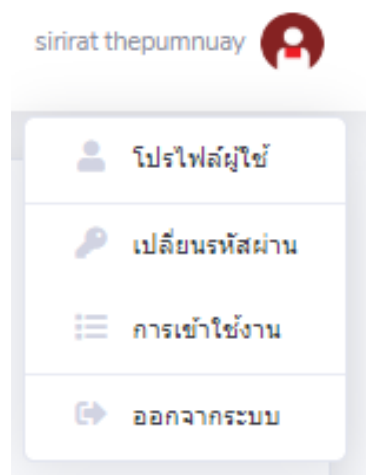 sirirat thepumnuay
โปรไฟล์ผู้ใช้
เปลี่ยนรหัสผ่าน
การเข้าใช้งาน
ออกจากระบบ